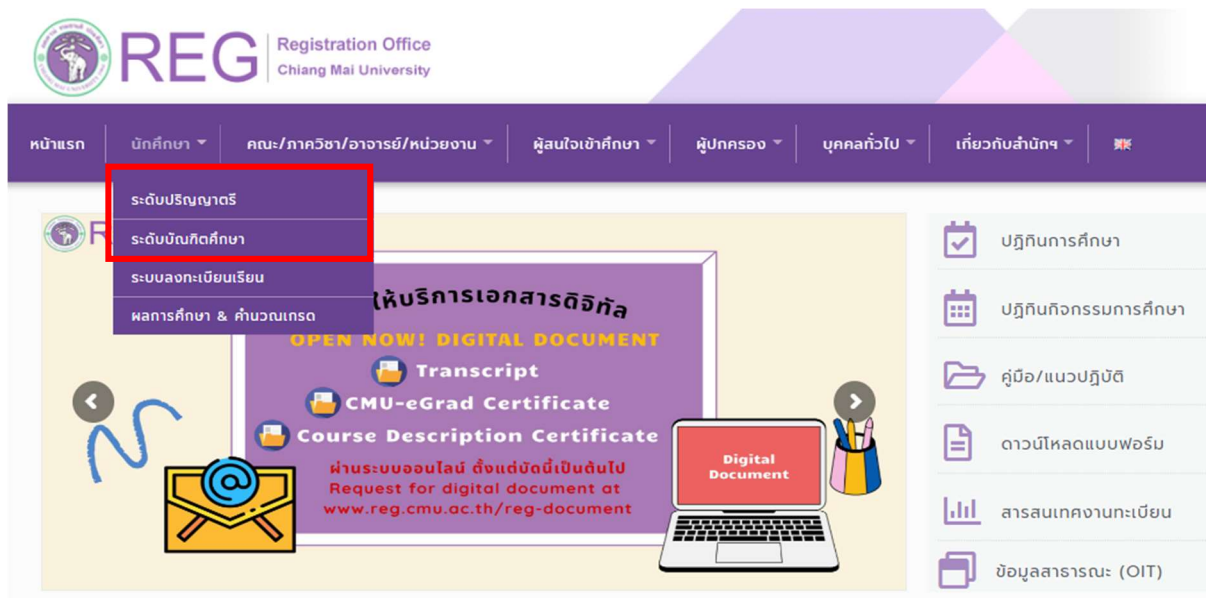 REG
Registration Office
Chiang Mai University
หน้าแรก
นักศึกษา
คณะ/ภาควิชา/อาจารย์/หน่วยงาน
ผู้สนใจเข้าศึกษา
ผู้ปกครอง
บุคคลทั่วไป
เกี่ยวกับสำนักฯ
ระดับปริญญาตรี
ระดับบัณฑิตศึกษา
ระบบลงทะเบียนเรียน
ผลการศึกษา & คำนวณเกรด
R
ให้บริการเอกสารดิจิทัล
OPEN NOW! DIGITAL DOCUMENT
Transcript
CMU-eGrad Certificate
Course Description Certificate
ผ่านระบบออนไลน์ ตั้งแต่บัดนี้เป็นต้นไป
Request for digital document at
www.reg.cmu.ac.th/reg-document
Digital
Document
ปฏิทินการศึกษา
ปฏิทินกิจกรรมการศึกษา
คู่มือ/แนวปฏิบัติ
ดาวน์โหลดแบบฟอร์ม
สารสนเทศงานทะเบียน
ข้อมูลสาธารณะ (OIT)